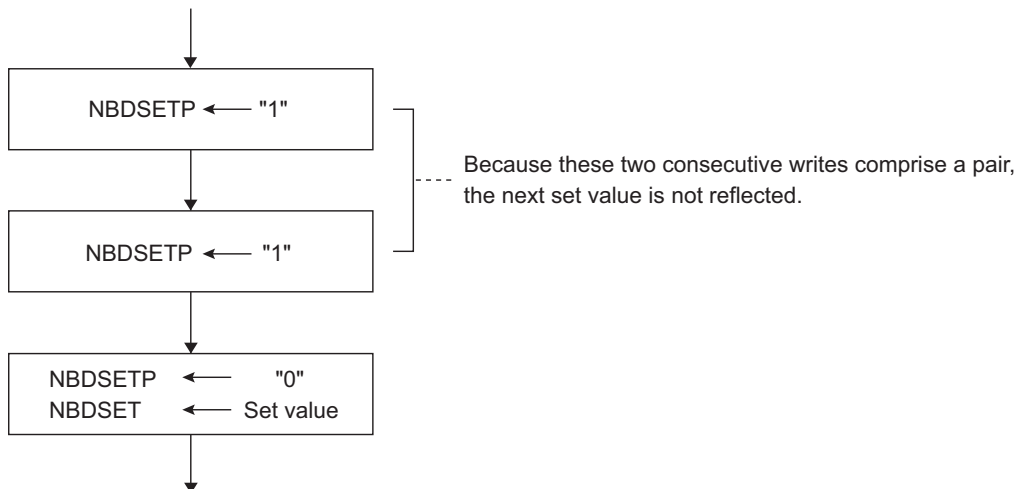 NBDSETP ← "1"
Because these two consecutive writes comprise a pair,
the next set value is not reflected.
NBDSETP ← "1"
NBDSETP ← "0"
NBDSET ← Set value